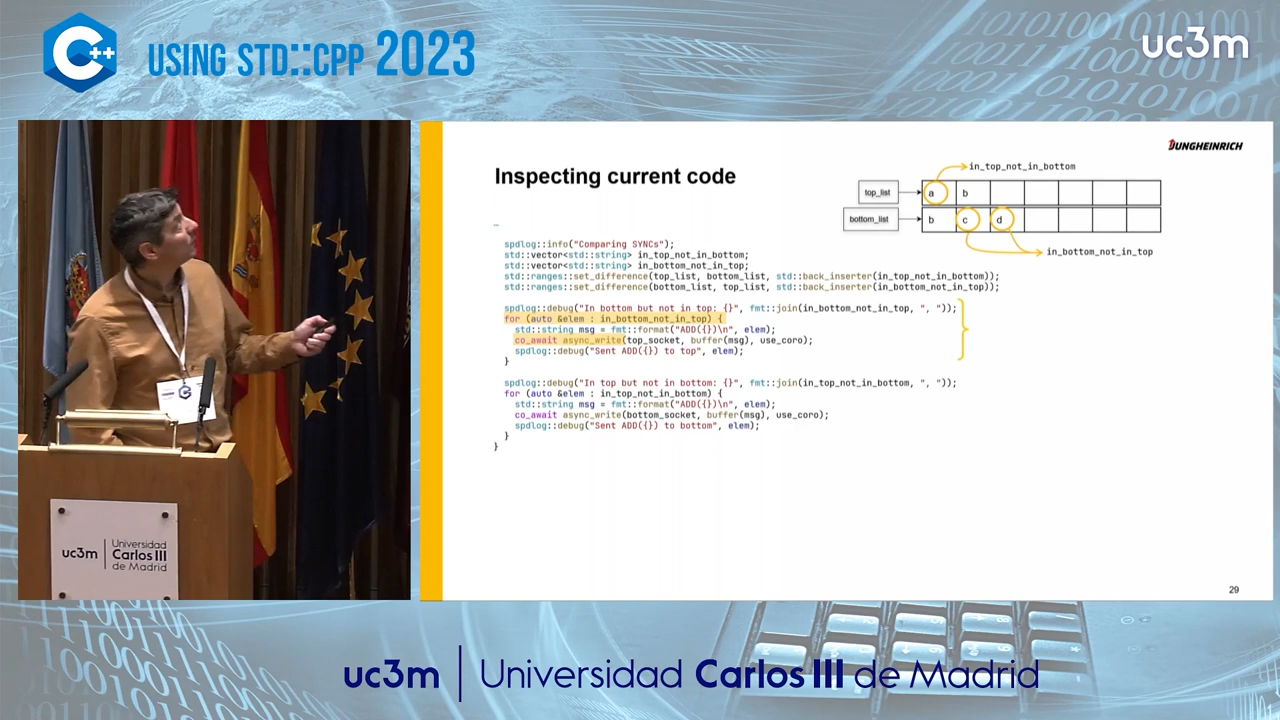 C++
USING STD::CPP 2023
uc3m
JUNGHEINRICH
Inspecting current code
in_top_not_in_bottom
top_list
a b
bottom_list
b c d
in_bottom_not_in_top
…
spdlog::info("Comparing SYNCs");
std::vector<std::string> in_top_not_in_bottom;
std::vector<std::string> in_bottom_not_in_top;
std::ranges::set_difference(top_list, bottom_list, std::back_inserter(in_top_not_in_bottom));
std::ranges::set_difference(bottom_list, top_list, std::back_inserter(in_bottom_not_in_top));
spdlog::debug("In bottom but not in top: {}", fmt::join(in_bottom_not_in_top, ", "));
for (auto &elem : in_bottom_not_in_top) {
std::string msg = fmt::format("ADD({})\n", elem);
co_await async_write(top_socket, buffer(msg), use_coro);
spdlog::debug("Sent ADD({}) to top", elem);
}
spdlog::debug("In top but not in bottom: {}", fmt::join(in_top_not_in_bottom, ", "));
for (auto &elem : in_top_not_in_bottom) {
std::string msg = fmt::format("ADD({})\n", elem);
co_await async_write(bottom_socket, buffer(msg), use_coro);
spdlog::debug("Sent ADD({}) to bottom", elem);
}
}
29
uc3m
Universidad
Carlos III
de Madrid
uc3m Universidad Carlos III de Madrid